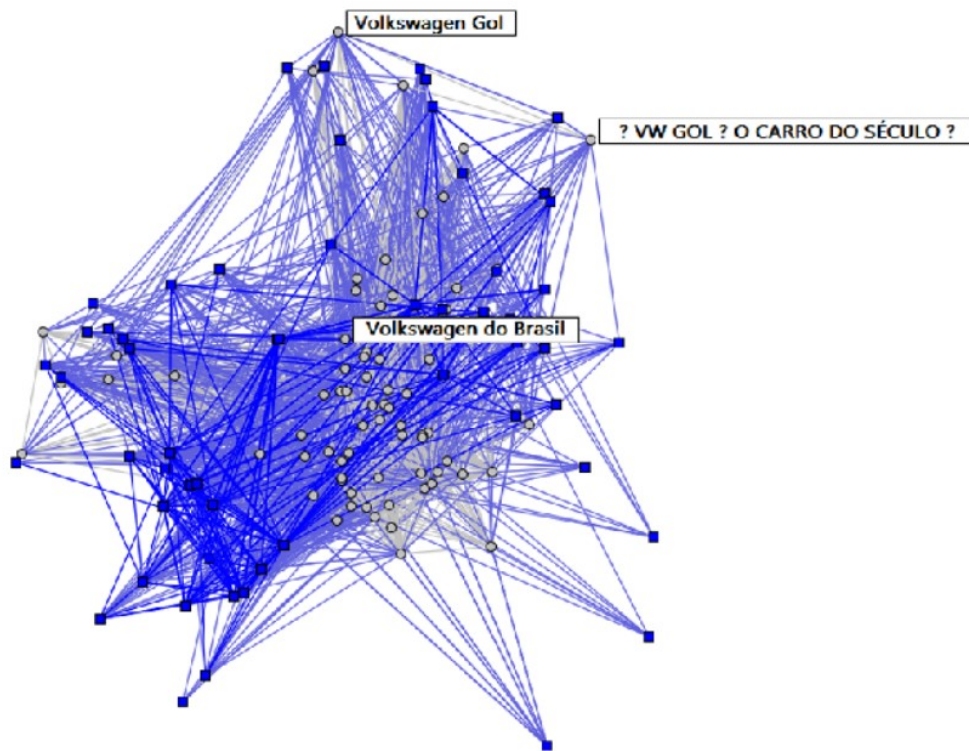 Volkswagen Gol
? VW GOL ? O CARRO DO SÉCULO ?
Volkswagen do Brasil